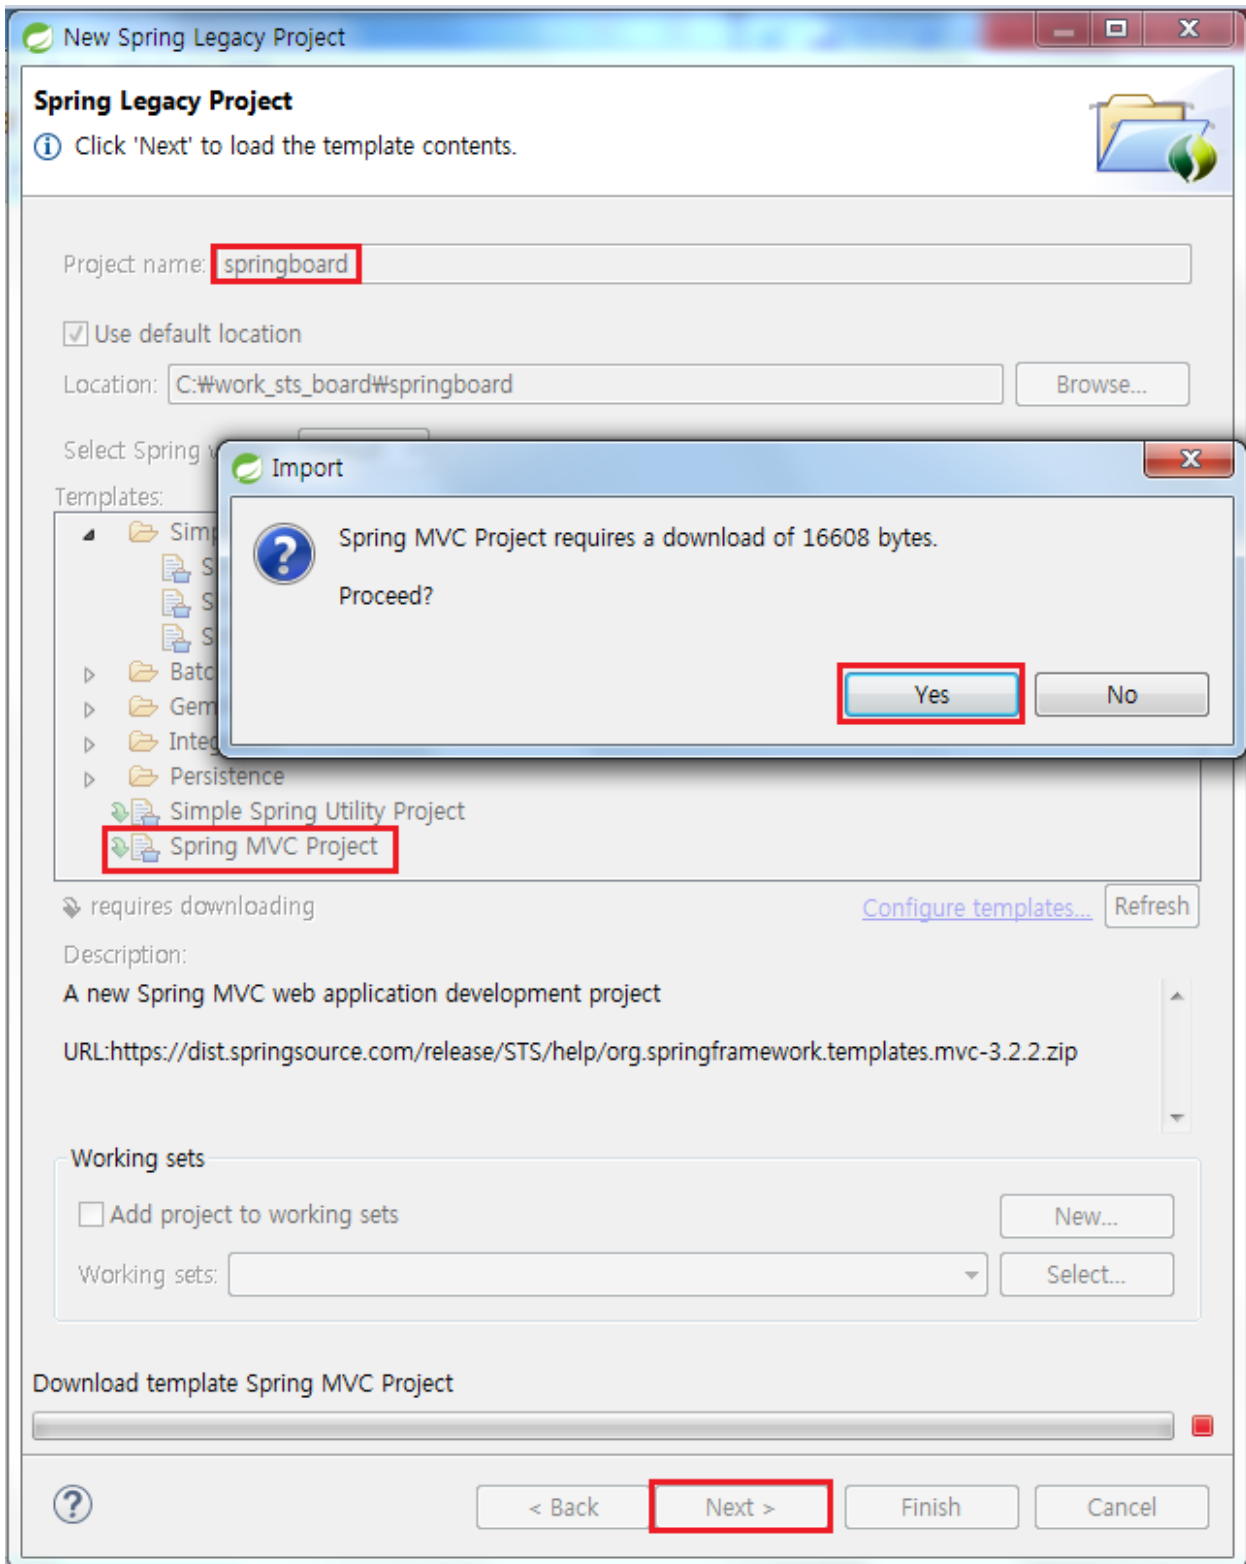 New Spring Legacy Project
Spring Legacy Project
Click 'Next' to load the template contents.
Project name: springboard
Use default location
Location: C:₩work_sts_board₩springboard Browse...
Select Spring
Import
Templates:
Spring MVC Project requires a download of 16608 bytes.
Proceed?
Yes No
Persistence
Simple Spring Utility Project
Spring MVC Project
requires downloading Configure templates... Refresh
Description:
A new Spring MVC web application development project
URL:https://dist.springsource.com/release/STS/help/org.springframework.templates.mvc-3.2.2.zip
Working sets
Add project to working sets New...
Working sets: Select...
Download template Spring MVC Project
< Back Next > Finish Cancel